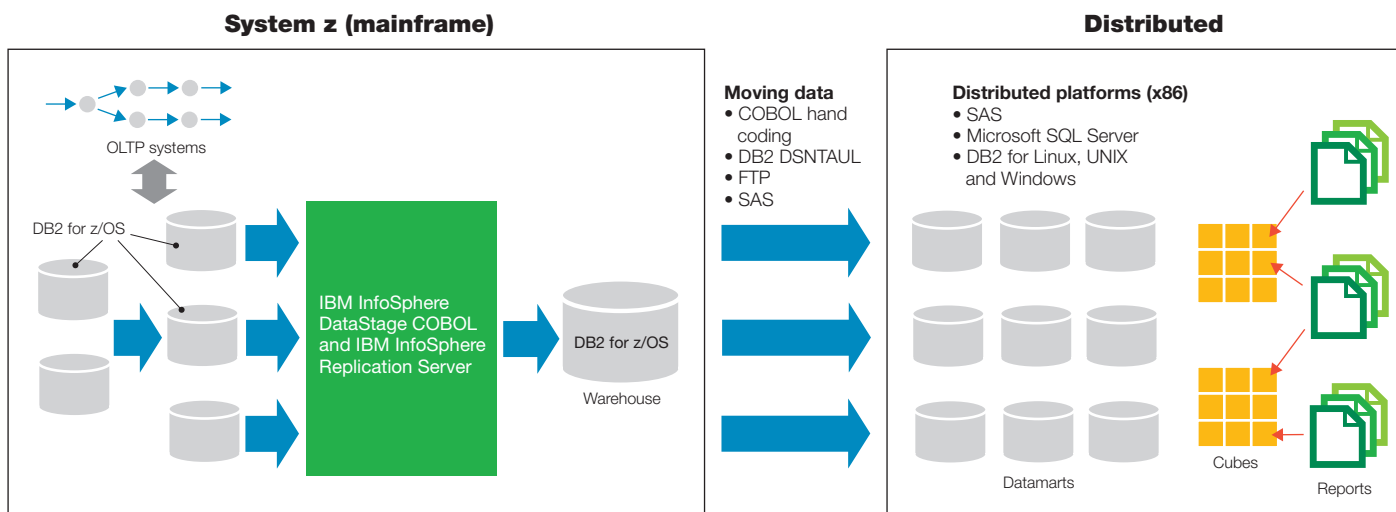 System z (mainframe)
OLTP systems
DB2 for z/OS
IBM InfoSphere
DataStage COBOL
and IBM InfoSphere
Replication Server
DB2 for z/OS
Warehouse
Moving data
• COBOL hand
coding
• DB2 DSNTAUL
• FTP
• SAS
Distributed
Distributed platforms (x86)
• SAS
• Microsoft SQL Server
• DB2 for Linux, UNIX
and Windows
Datamarts
Cubes
Reports